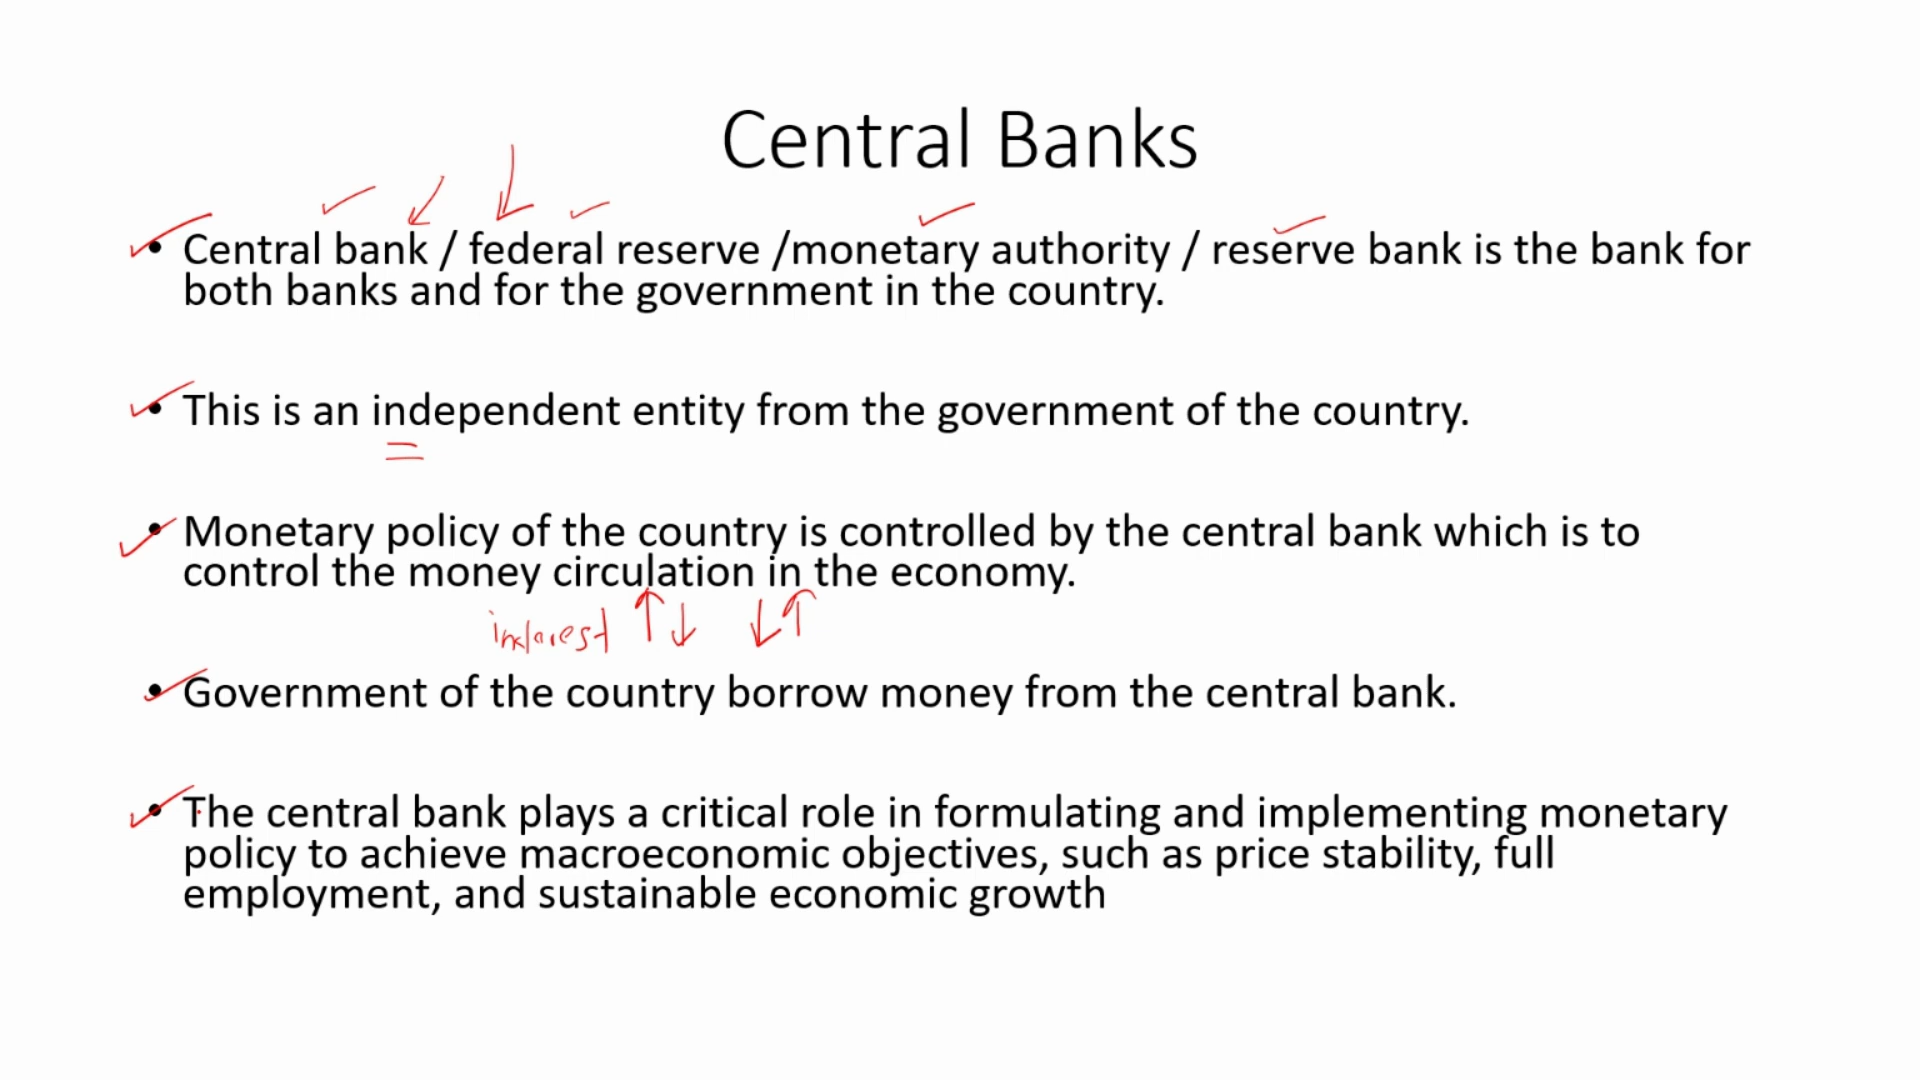 Central Banks
• Central bank / federal reserve /monetary authority / reserve bank is the bank for
both banks and for the government in the country.
• This is an independent entity from the government of the country.
• Monetary policy of the country is controlled by the central bank which is to
control the money circulation in the economy.
interest ↑↓ ↓↑
• Government of the country borrow money from the central bank.
• The central bank plays a critical role in formulating and implementing monetary
policy to achieve macroeconomic objectives, such as price stability, full
employment, and sustainable economic growth